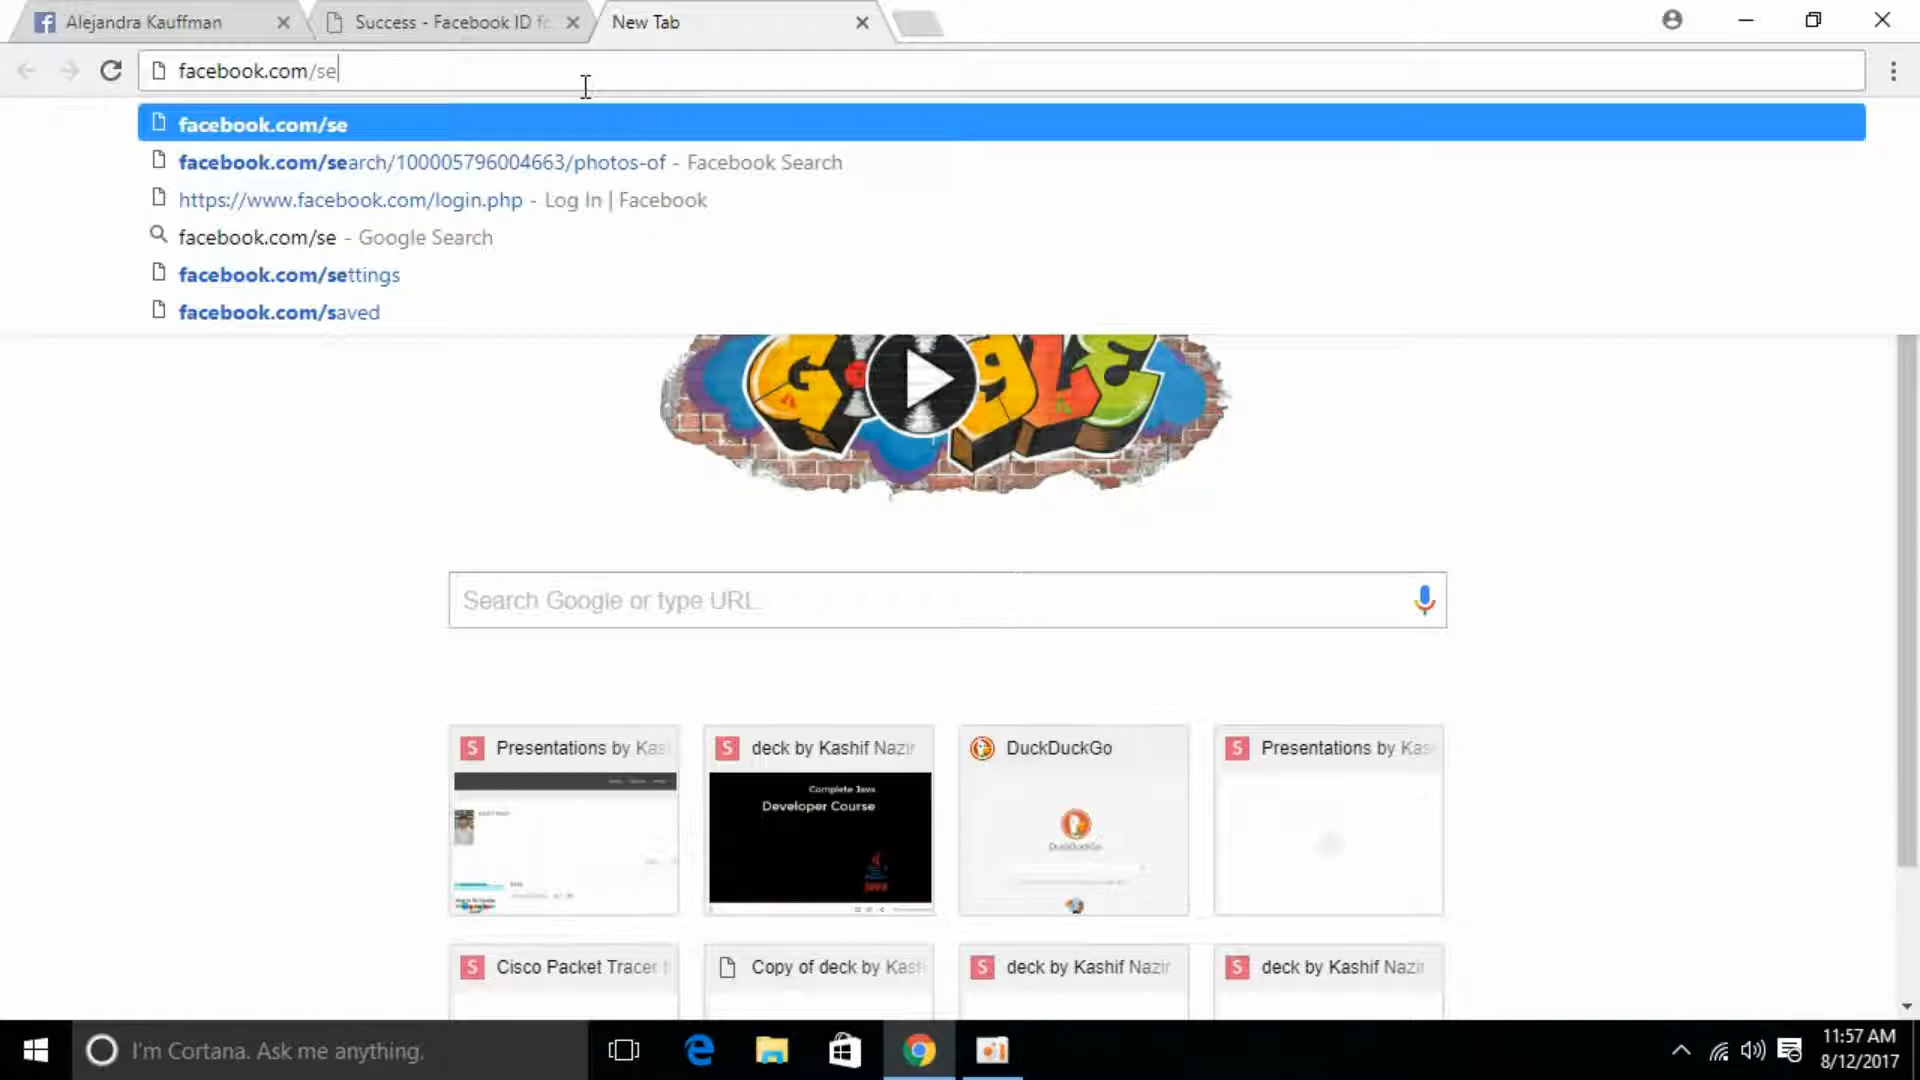 Alejandra Kauffman
Success - Facebook ID fo
New Tab
facebook.com/se
facebook.com/se
facebook.com/search/100005796004663/photos-of - Facebook Search
https://www.facebook.com/login.php - Log In | Facebook
facebook.com/se - Google Search
facebook.com/settings
facebook.com/saved
Search Google or type URL
Presentations by Kas
deck by Kashif Nazir
DuckDuckGo
Presentations by Kas
Complete Java
Developer Course
DuckDuckGo
Java
Cisco Packet Tracer
Copy of deck by Kash
deck by Kashif Nazir
deck by Kashif Nazir
I'm Cortana. Ask me anything.
11:57 AM
8/12/2017